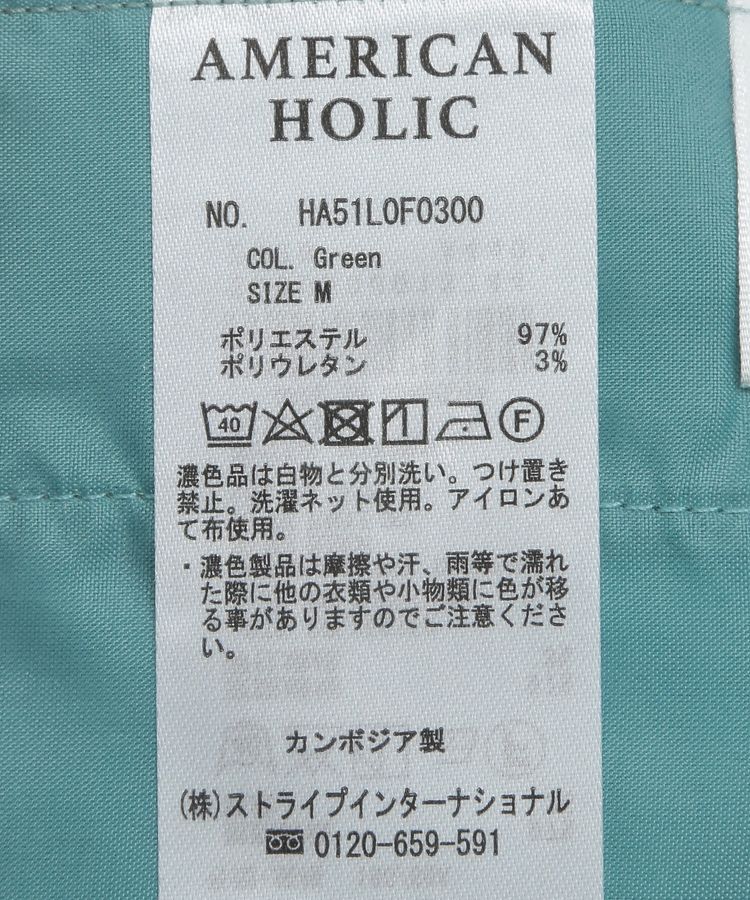 AMERICAN
HOLIC
NO. HA51L0F0300
COL. Green
SIZE M
ポリエステル 97%
ポリウレタン 3%
40 F
濃色品は白物と分別洗い。つけ置き
禁止。洗濯ネット使用。アイロンあ
て布使用。
・濃色製品は摩擦や汗、雨等で濡れ
た際に他の衣類や小物類に色が移
る事がありますのでご注意くださ
い。
カンボジア製
(株)ストライプインターナショナル
0120-659-591